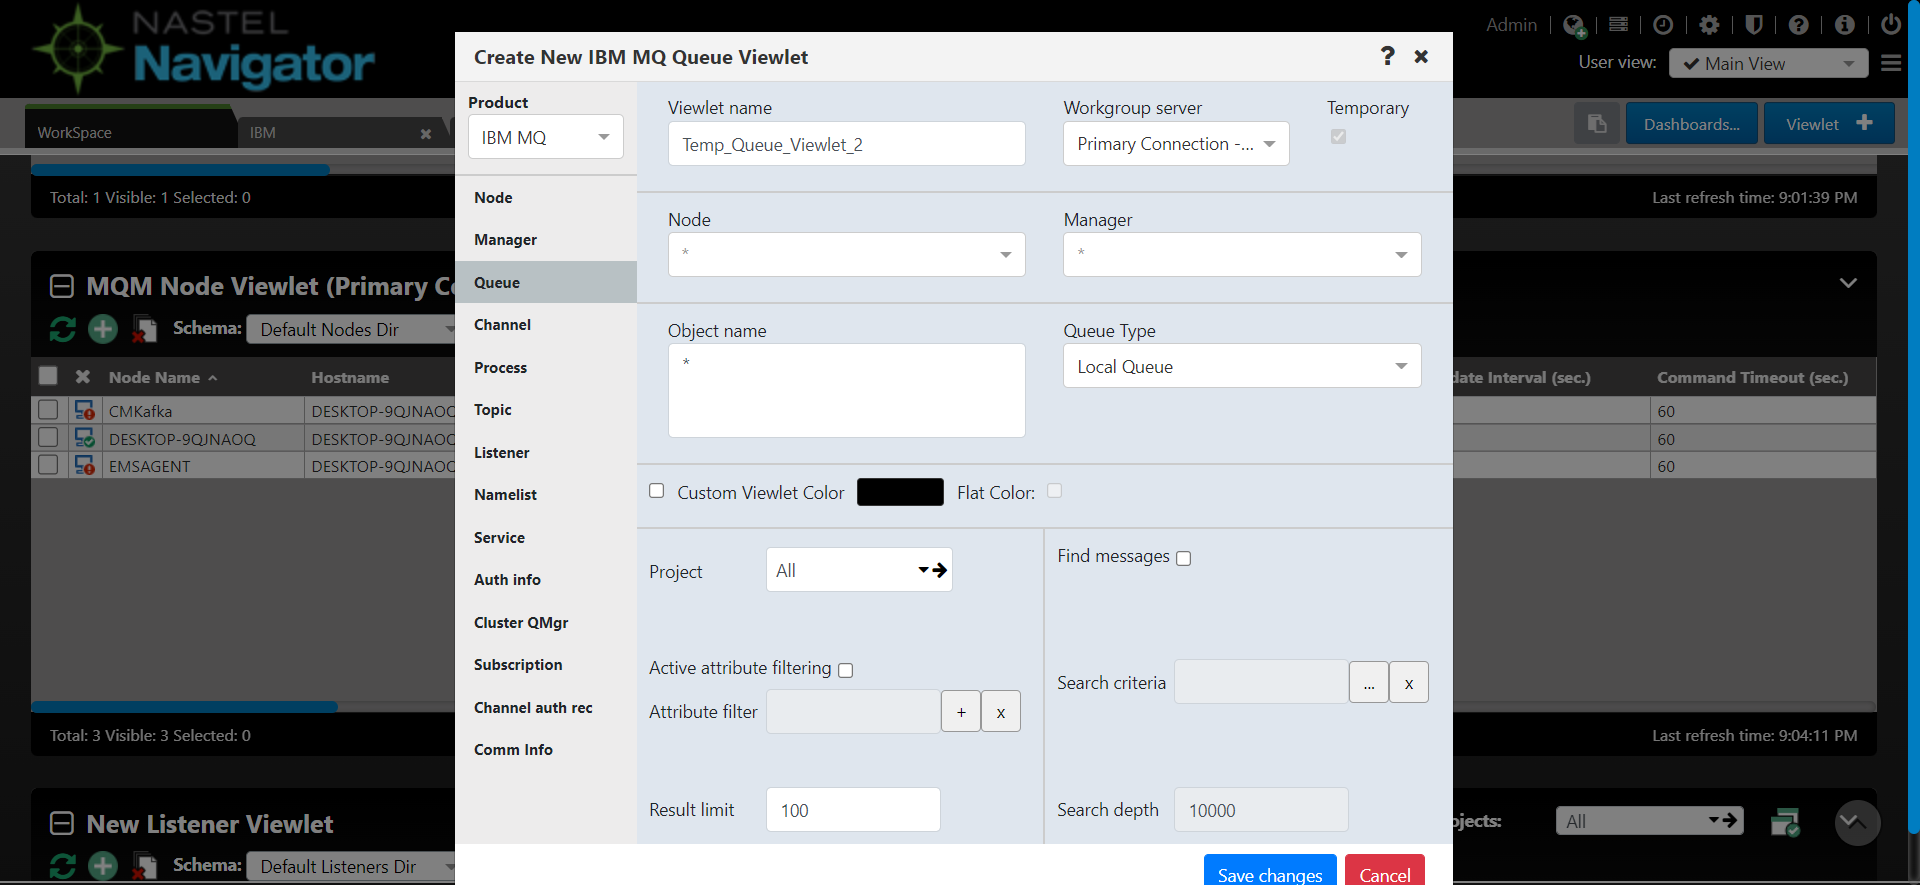 NASTEL
Navigator
Admin
User view:
Main View
WorkSpace
IBM
Dashboards...
Viewlet
Total: 1 Visible: 1 Selected: 0
Last refresh time: 9:01:39 PM
MQM Node Viewlet (Primary Co
Schema:
Default Nodes Dir
Node Name
Hostname
date Interval (sec.)
Command Timeout (sec.)
CMKafka
DESKTOP-9QJNAOQ
60
DESKTOP-9QJNAOQ
DESKTOP-9QJNAOQ
60
EMSAGENT
DESKTOP-9QJNAOQ
60
Total: 3 Visible: 3 Selected: 0
Last refresh time: 9:04:11 PM
New Listener Viewlet
Schema:
Default Listeners Dir
bjects:
All
Create New IBM MQ Queue Viewlet
?
Product
IBM MQ
Node
Manager
Queue
Channel
Process
Topic
Listener
Namelist
Service
Auth info
Cluster QMgr
Subscription
Channel auth rec
Comm Info
Viewlet name
Temp_Queue_Viewlet_2
Workgroup server
Primary Connection -...
Temporary
Node
*
Manager
*
Object name
*
Queue Type
Local Queue
Custom Viewlet Color
Flat Color:
Project
All
Active attribute filtering
Attribute filter
+
x
Result limit
100
Find messages
Search criteria
...
x
Search depth
10000
Save changes
Cancel